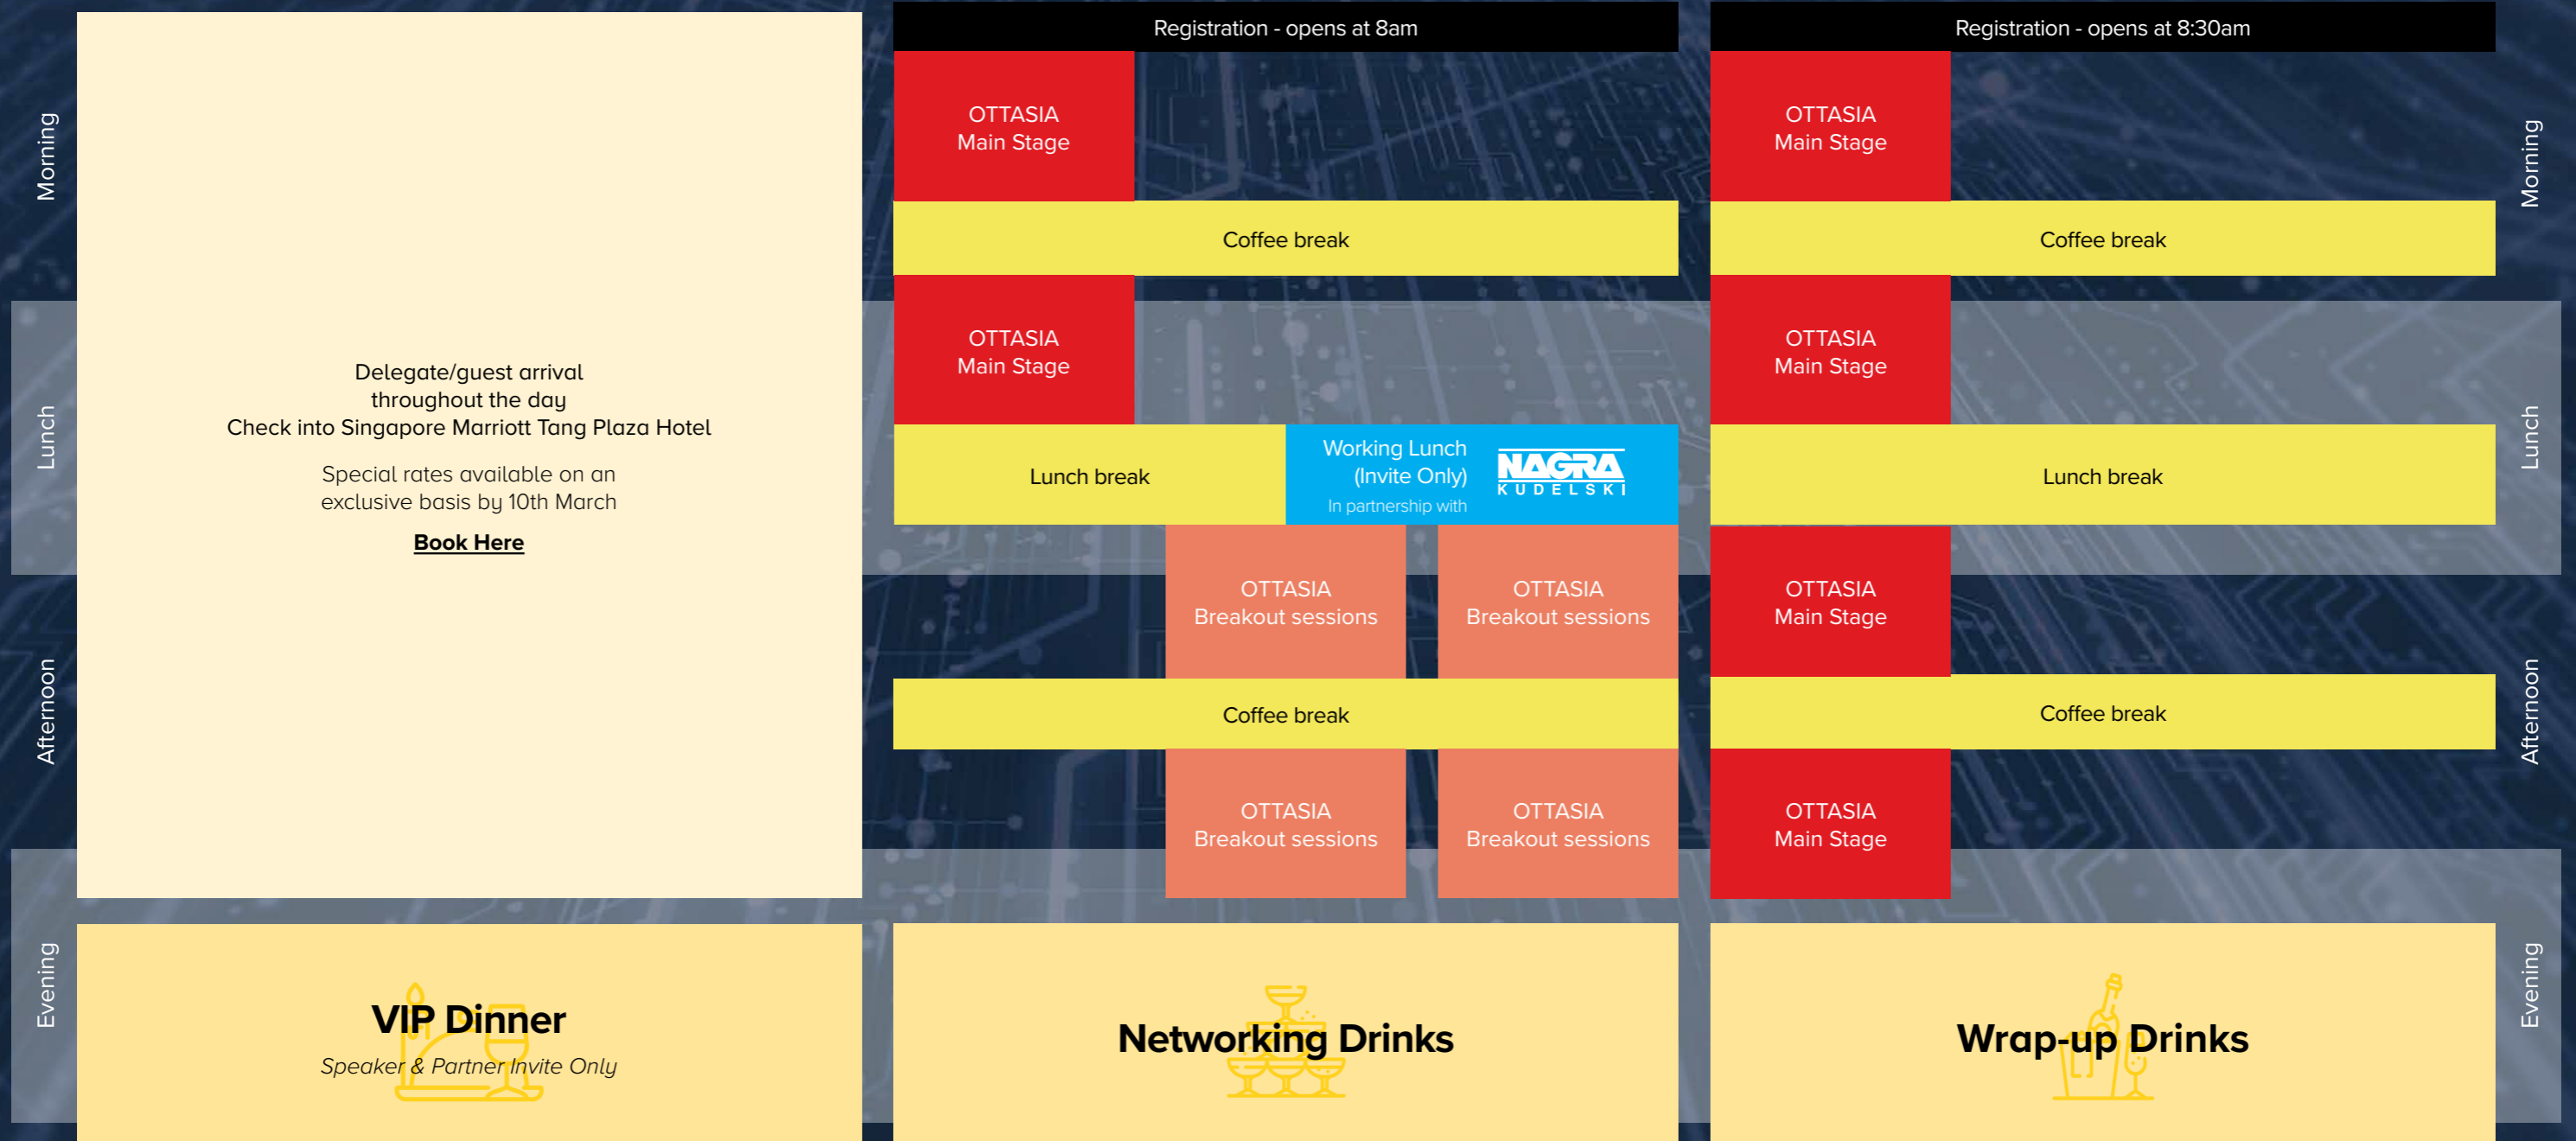 Morning
Lunch
Afternoon
Evening
Delegate/guest arrival
throughout the day
Check into Singapore Marriott Tang Plaza Hotel
Special rates available on an
exclusive basis by 10th March
Book Here
VIP Dinner
Speaker & Partner Invite Only
Registration - opens at 8am
OTTASIA
Main Stage
Coffee break
OTTASIA
Main Stage
Lunch break
Working Lunch
(Invite Only)
In partnership with
NAGRA
KUDELSKI
OTTASIA
Breakout sessions
OTTASIA
Breakout sessions
Coffee break
OTTASIA
Breakout sessions
OTTASIA
Breakout sessions
Networking Drinks
Registration - opens at 8:30am
OTTASIA
Main Stage
Coffee break
OTTASIA
Main Stage
Lunch break
OTTASIA
Main Stage
Coffee break
OTTASIA
Main Stage
Wrap-up Drinks
Morning
Lunch
Afternoon
Evening